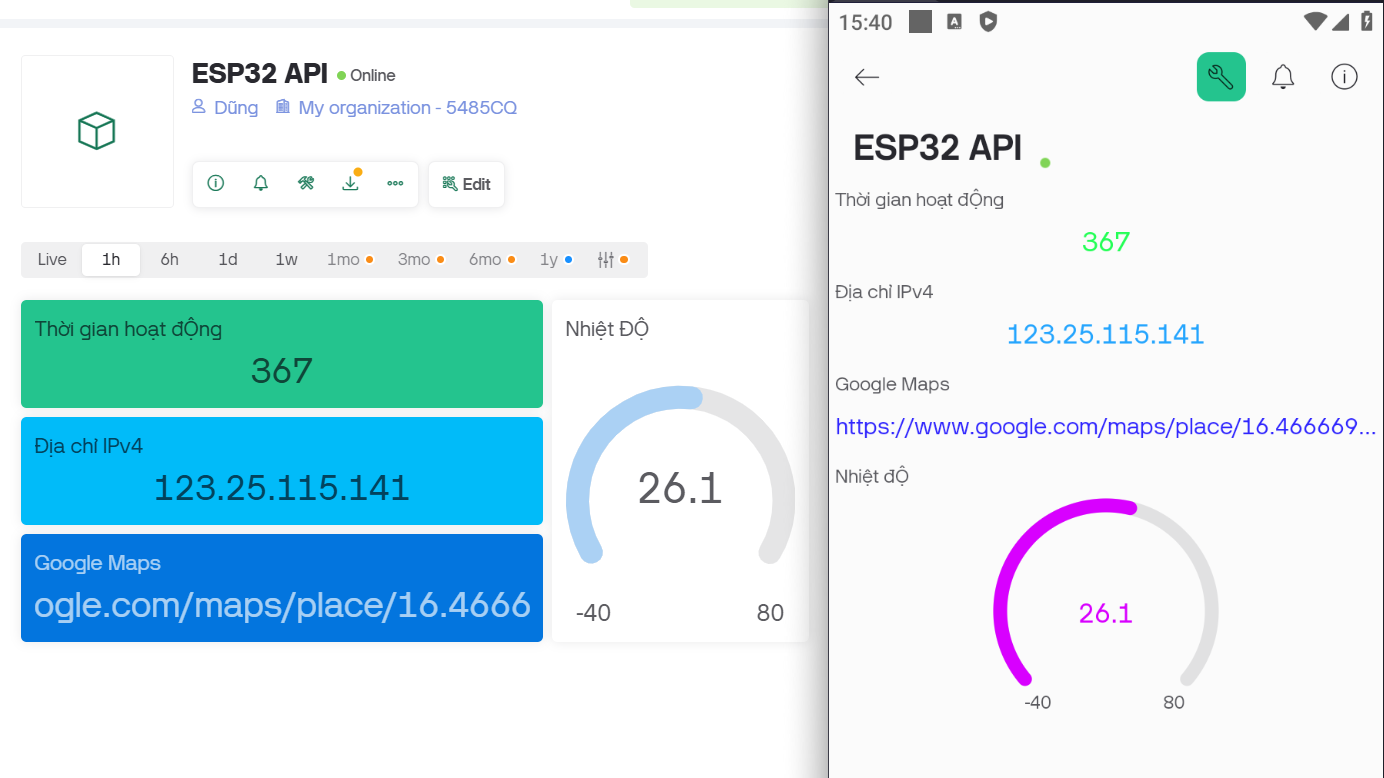 ESP32 API Online
Dũng My organization - 5485CQ
Edit
Live 1h 6h 1d 1w 1mo 3mo 6mo 1y
Thời gian hoạt đỘng
367
Địa chỉ IPv4
123.25.115.141
Google Maps
ogle.com/maps/place/16.4666
Nhiệt ĐỘ
26.1
-40 80
15:40
ESP32 API
Thời gian hoạt đỘng
367
Địa chỉ IPv4
123.25.115.141
Google Maps
https://www.google.com/maps/place/16.466669...
Nhiệt đỘ
26.1
-40 80